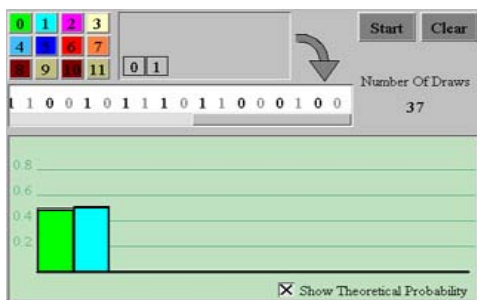 0 1 2 3
4 5 6 7
8 9 10 11
0 1
Start Clear
Number Of Draws
37
1 1 0 0 1 0 1 1 1 0 1 1 0 0 0 1 0 0
0.8
0.6
0.4
0.2
Show Theoretical Probability